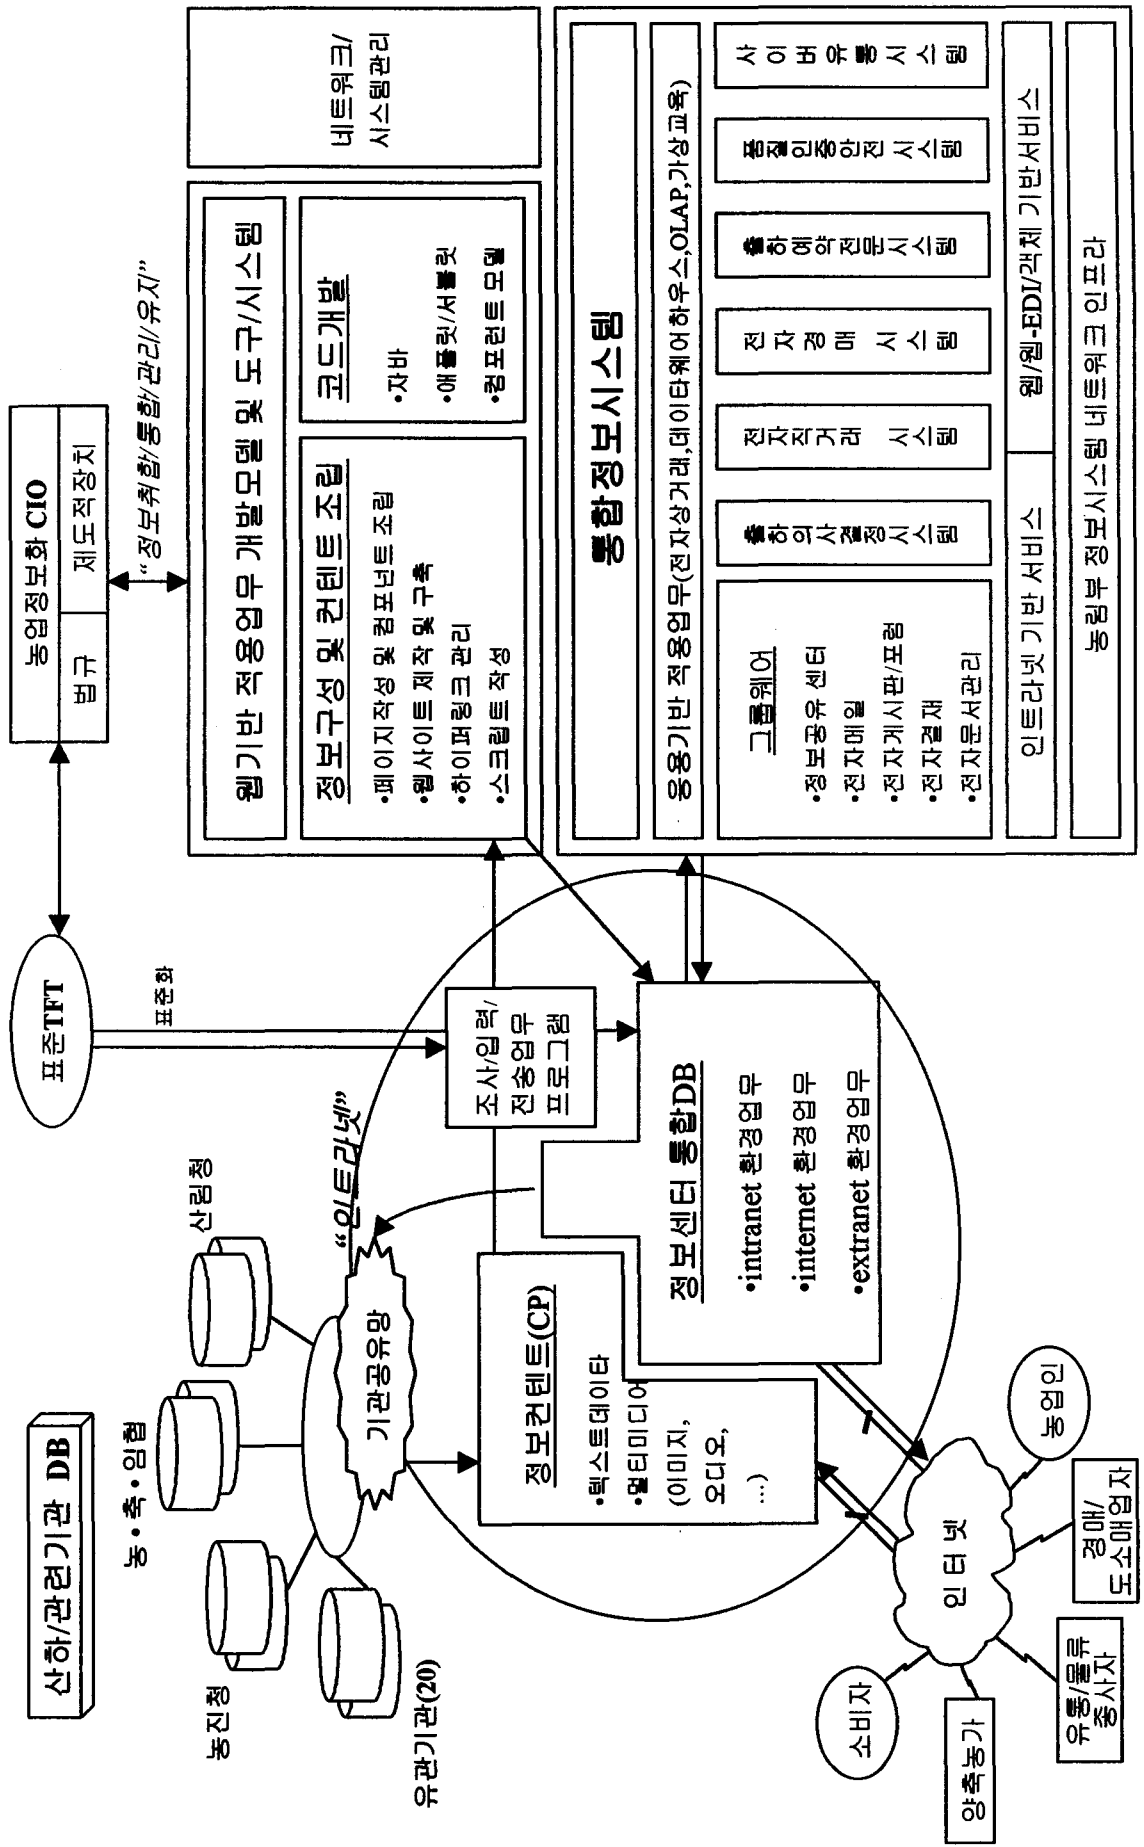 산하/관련기관 DB
농진청
농•축•임협
산림청
유관기관(20)
기관공유망
“인트라넷”
표준TFT
표준화
농업정보화 CIO
법규
제도적장치
“정보취합/통합/관리/유지”
조사/입력/
전송업무
프로그램
정보컨텐트(CP)
•텍스트데이타
•멀티미디어
(이미지,
오디오,
....)
정보센터 통합DB
•intranet 환경업무
•internet 환경업무
•extranet 환경업무
인터넷
소비자
양축농가
유통/물류
종사자
경매/
도소매업자
농업인
웹기반 적용업무 개발모델 및 도구/시스템
정보구성 및 컨텐트 조립
•페이지작성 및 컴포넌트 조립
•웹사이트 제작 및 구축
•하이퍼링크 관리
•스크립트 작성
코드개발
•자바
•애플릿/서블릿
•컴포넌트 모델
네트워크/
시스템관리
통합정보시스템
응용기반 적용업무(전자상거래,데이타웨어하우스,OLAP,가상교육)
그룹웨어
•정보공유 센터
•전자메일
•전자게시판/포럼
•전자결재
•전자문서관리
출하의사결정시스템
전자직거래 시스템
전자경매 시스템
출하예약전문시스템
품질인증안전 시스템
사이버유통시스템
인트라넷 기반 서비스
웹/웹-EDI/객체 기반서비스
농림부 정보시스템 네트워크 인프라